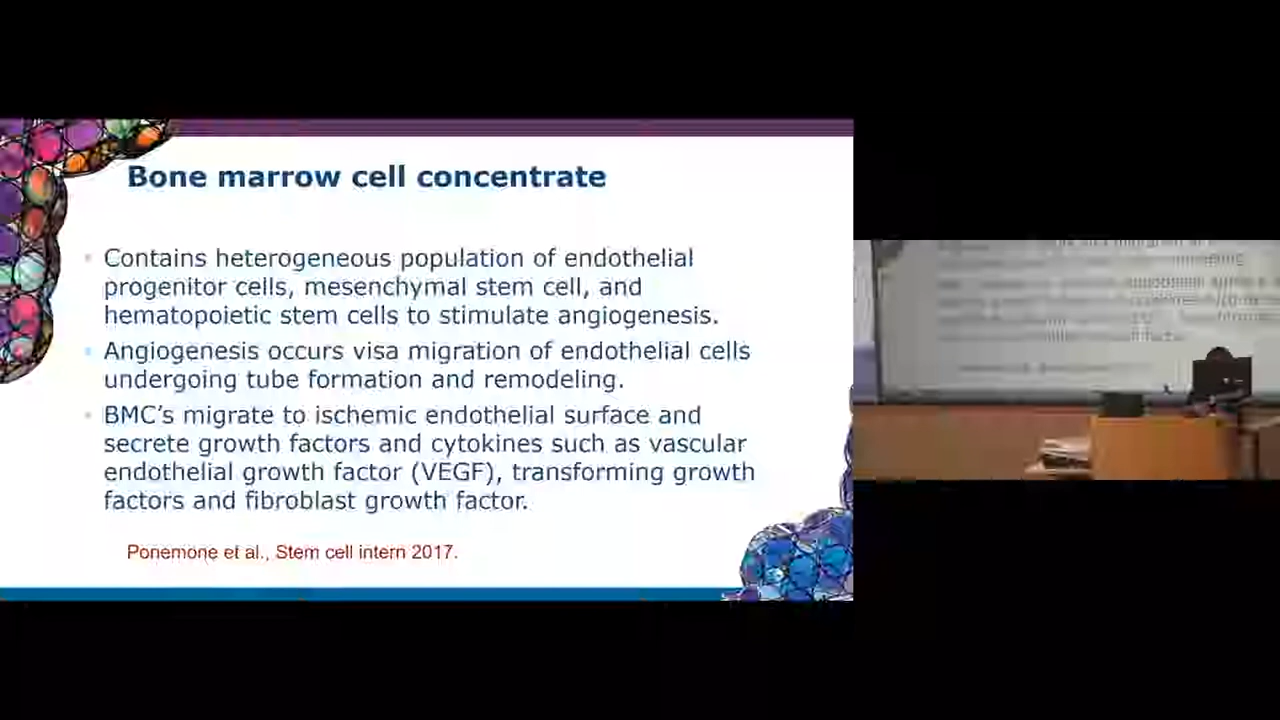 Bone marrow cell concentrate
Contains heterogeneous population of endothelial
progenitor cells, mesenchymal stem cell, and
hematopoietic stem cells to stimulate angiogenesis.
Angiogenesis occurs visa migration of endothelial cells
undergoing tube formation and remodeling.
BMC’s migrate to ischemic endothelial surface and
secrete growth factors and cytokines such as vascular
endothelial growth factor (VEGF), transforming growth
factors and fibroblast growth factor.
Ponemone et al., Stem cell intern 2017.